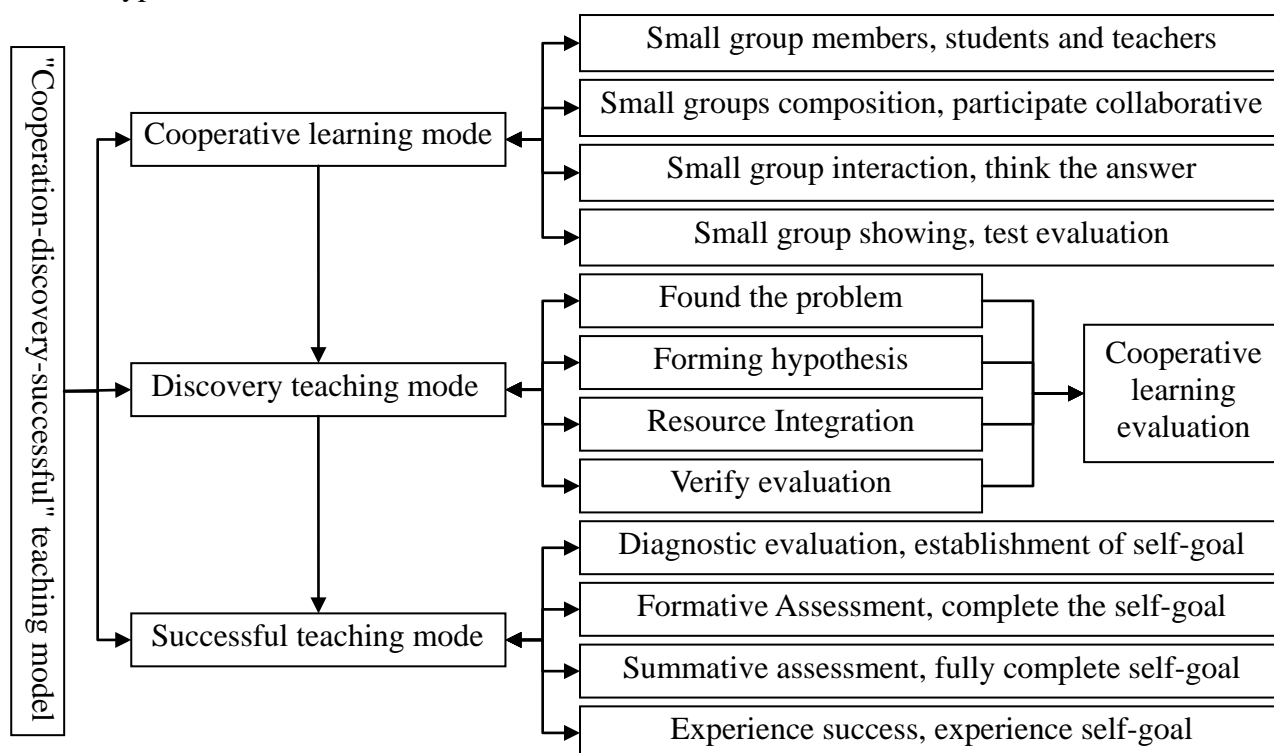 "Cooperation-discovery-successful" teaching model
Cooperative learning mode
Small group members, students and teachers
Small groups composition, participate collaborative
Small group interaction, think the answer
Small group showing, test evaluation
Discovery teaching mode
Found the problem
Forming hypothesis
Resource Integration
Verify evaluation
Cooperative
learning
evaluation
Successful teaching mode
Diagnostic evaluation, establishment of self-goal
Formative Assessment, complete the self-goal
Summative assessment, fully complete self-goal
Experience success, experience self-goal